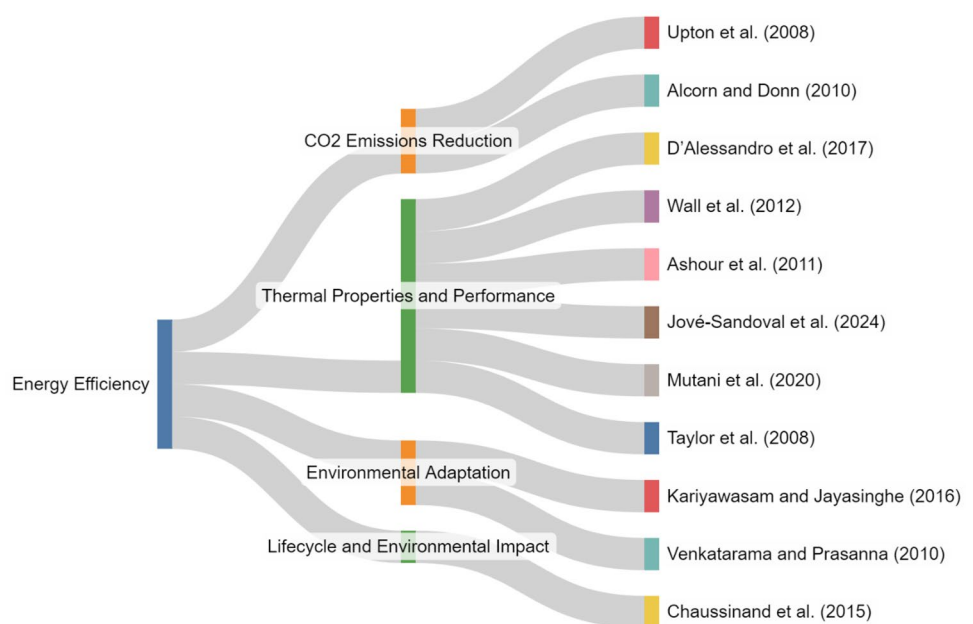 Upton et al. (2008)
Alcorn and Donn (2010)
CO2 Emissions Reduction
D’Alessandro et al. (2017)
Wall et al. (2012)
Ashour et al. (2011)
Thermal Properties and Performance
Jové-Sandoval et al. (2024)
Energy Efficiency
Mutani et al. (2020)
Taylor et al. (2008)
Environmental Adaptation
Kariyawasam and Jayasinghe (2016)
Lifecycle and Environmental Impact
Venkatarama and Prasanna (2010)
Chaussinand et al. (2015)